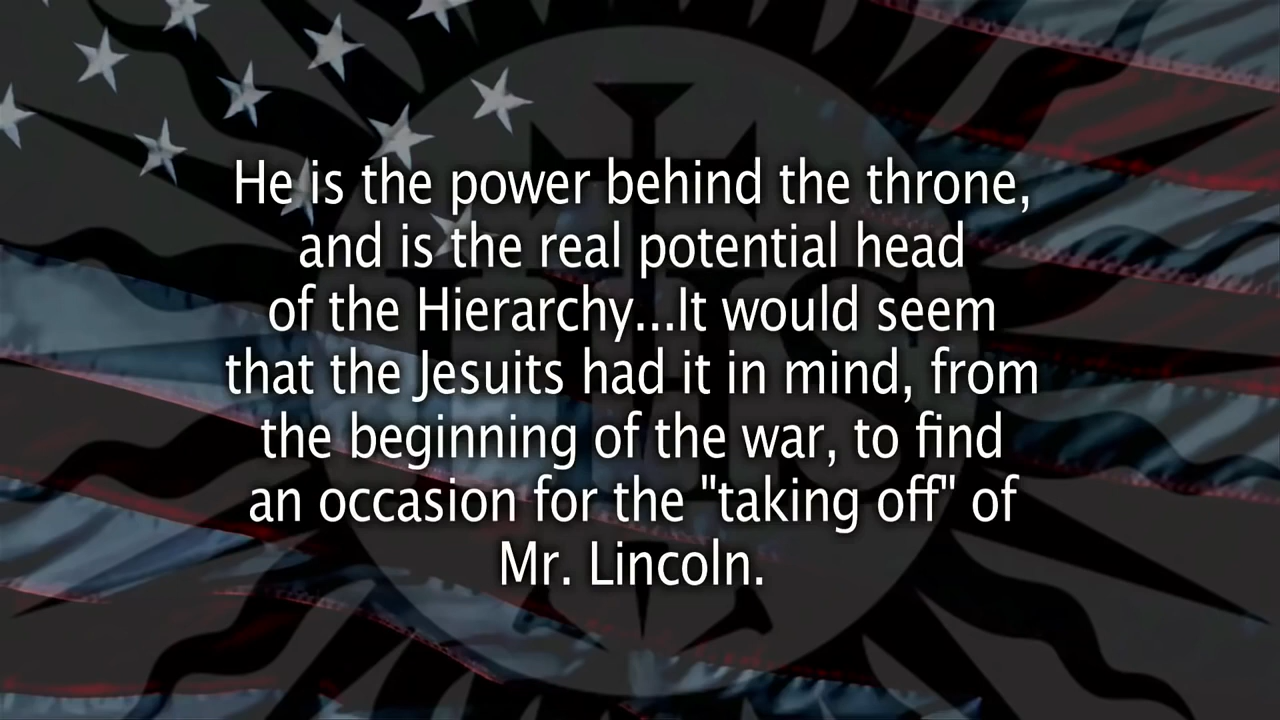 He is the power behind the throne,
and is the real potential head
of the Hierarchy...It would seem
that the Jesuits had it in mind, from
the beginning of the war, to find
an occasion for the "taking off" of
Mr. Lincoln.
IHS